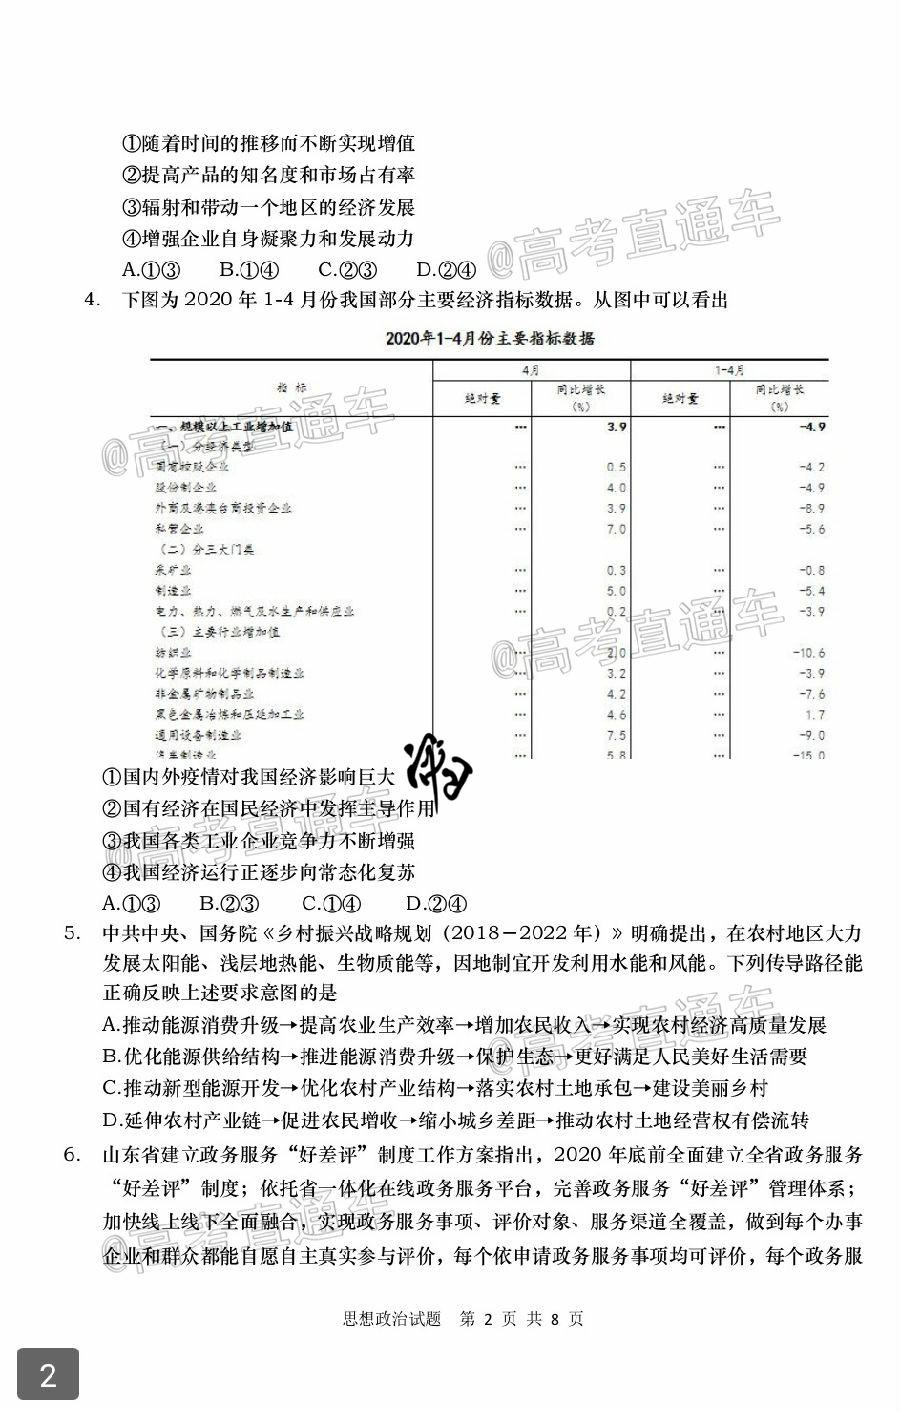 ①随着时间的推移而不断实现增值
②提高产品的知名度和市场占有率
③辐射和带动一个地区的经济发展
④增强企业自身凝聚力和发展动力
A.①③ B.①④ C.②③ D.②④
@高考直通车
4. 下图为 2020 年 1-4 月份我国部分主要经济指标数据。从图中可以看出
2020年1-4月份主要指标数据
指 标 4月 1-4月
绝对量 同比增长(%) 绝对量 同比增长(%)
一、规模以上工业增加值 … 3.9 … -4.9
(一)分经济类型
国有控股企业 … 0.5 … -4.2
股份制企业 … 4.0 … -4.9
外商及港澳台商投资企业 … 3.9 … -8.9
私营企业 … 7.0 … -5.6
(二)分三大门类
采矿业 … 0.3 … -0.8
制造业 … 5.0 … -5.4
电力、热力、燃气及水生产和供应业 … 0.2 … -3.9
(三)主要行业增加值
纺织业 … 2.0 … -10.6
化学原料和化学制品制造业 … 3.2 … -3.9
非金属矿物制品业 … 4.2 … -7.6
黑色金属冶炼和压延加工业 … 4.6 … 1.7
通用设备制造业 … 7.5 … -9.0
汽车制造业 … 5.8 … -15.0
@高考直通车
@高考直通车
①国内外疫情对我国经济影响巨大
②国有经济在国民经济中发挥主导作用
③我国各类工业企业竞争力不断增强
④我国经济运行正逐步向常态化复苏
A.①③ B.②③ C.①④ D.②④
@高考直通车
5. 中共中央、国务院《乡村振兴战略规划（2018－2022 年）》明确提出，在农村地区大力
发展太阳能、浅层地热能、生物质能等，因地制宜开发利用水能和风能。下列传导路径能
正确反映上述要求意图的是
A.推动能源消费升级→提高农业生产效率→增加农民收入→实现农村经济高质量发展
B.优化能源供给结构→推进能源消费升级→保护生态→更好满足人民美好生活需要
C.推动新型能源开发→优化农村产业结构→落实农村土地承包→建设美丽乡村
D.延伸农村产业链→促进农民增收→缩小城乡差距→推动农村土地经营权有偿流转
@高考直通车
6. 山东省建立政务服务“好差评”制度工作方案指出，2020 年底前全面建立全省政务服务
“好差评”制度；依托省一体化在线政务服务平台，完善政务服务“好差评”管理体系；
加快线上线下全面融合，实现政务服务事项、评价对象、服务渠道全覆盖，做到每个办事
企业和群众都能自愿自主真实参与评价，每个依申请政务服务事项均可评价，每个政务服
@高考直通车
思想政治试题 第 2 页 共 8 页
2